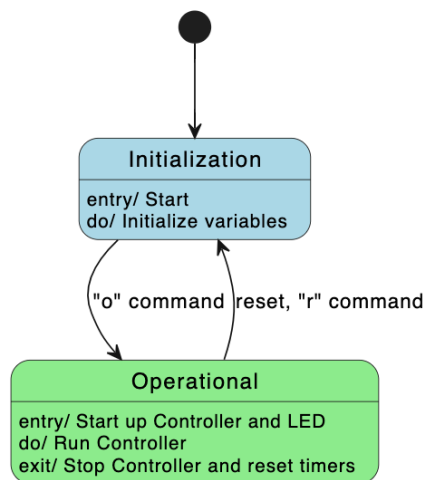 Initialization
entry/ Start
do/ Initialize variables
"o" command
reset, "r" command
Operational
entry/ Start up Controller and LED
do/ Run Controller
exit/ Stop Controller and reset timers